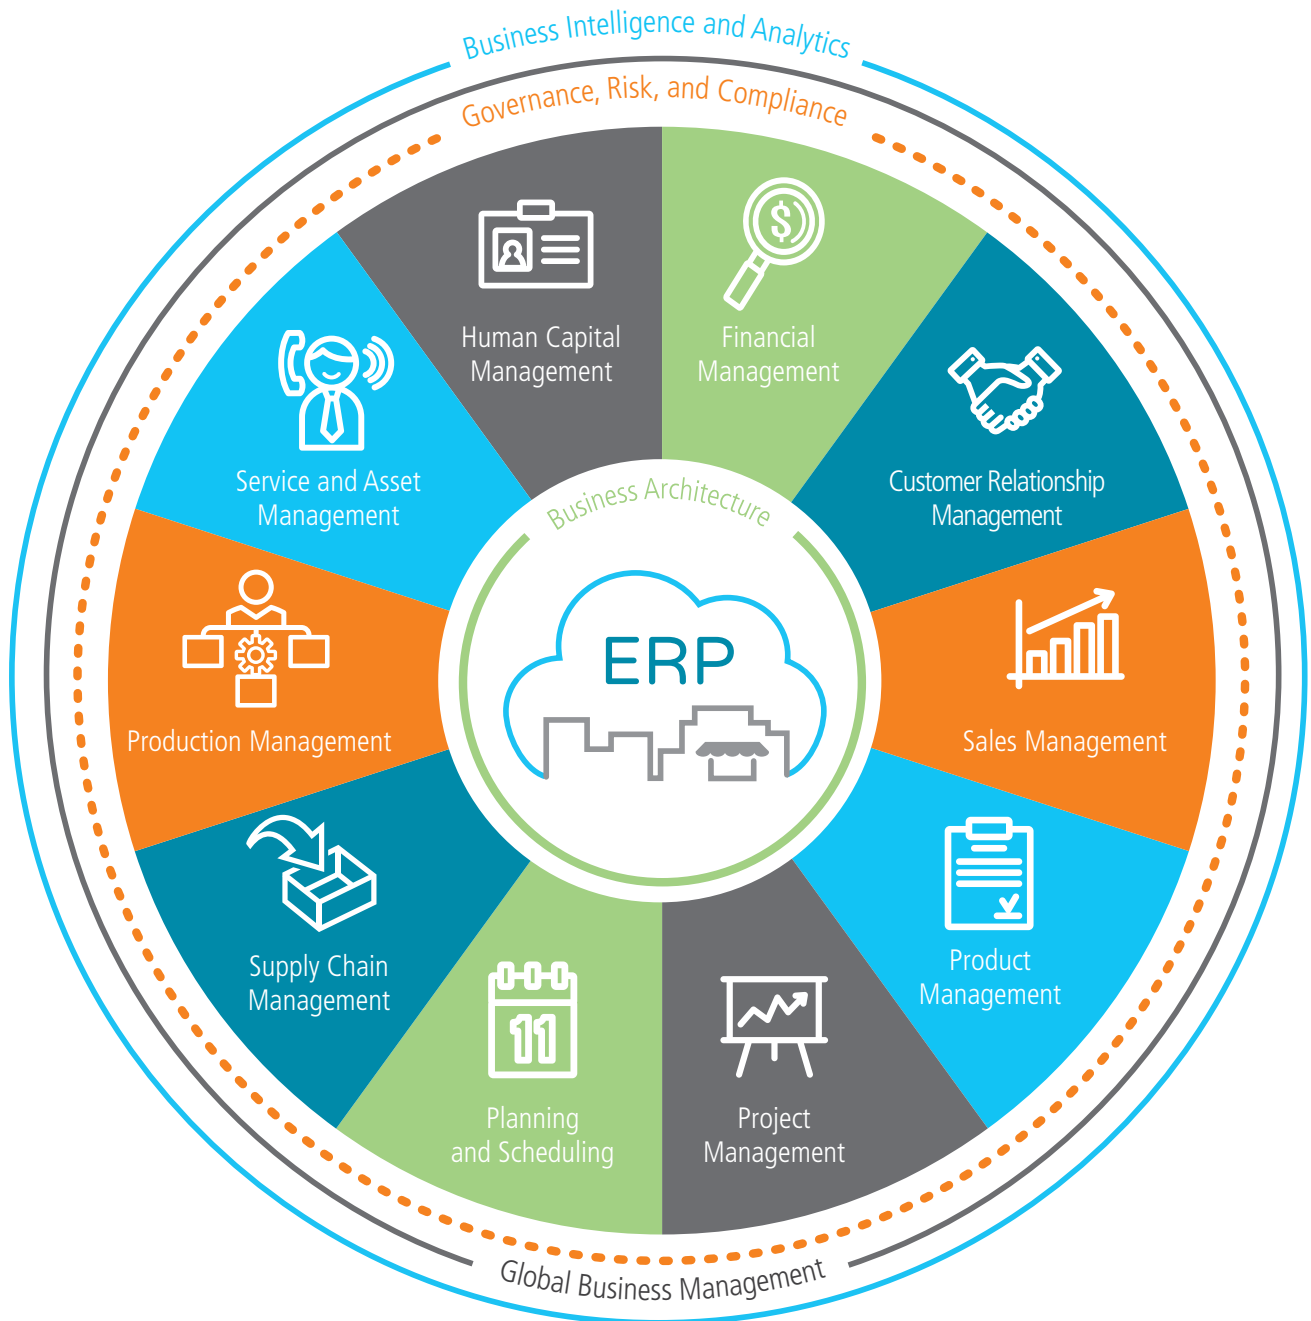 Business Intelligence and Analytics
Governance, Risk, and Compliance
Human Capital
Management
$
Financial
Management
Service and Asset
Management
Customer Relationship
Management
Business Architecture
ERP
Production Management
Sales Management
Supply Chain
Management
Product
Management
11
Planning
and Scheduling
Project
Management
Global Business Management